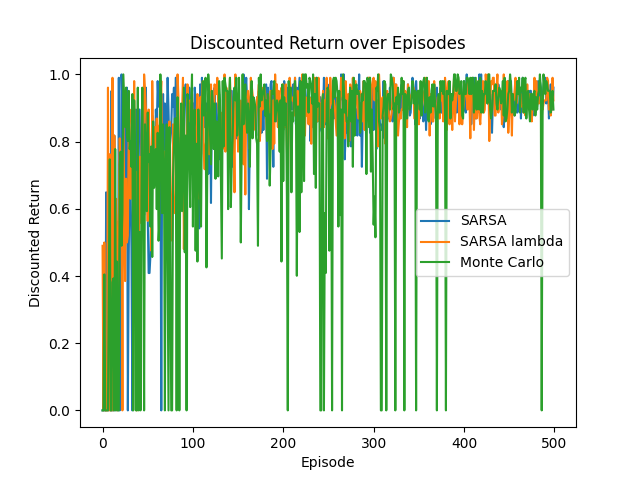 Discounted Return over Episodes
1.0
0.8
0.6
0.4
0.2
0.0
Discounted Return
SARSA
SARSA lambda
Monte Carlo
0
100
200
300
400
500
Episode